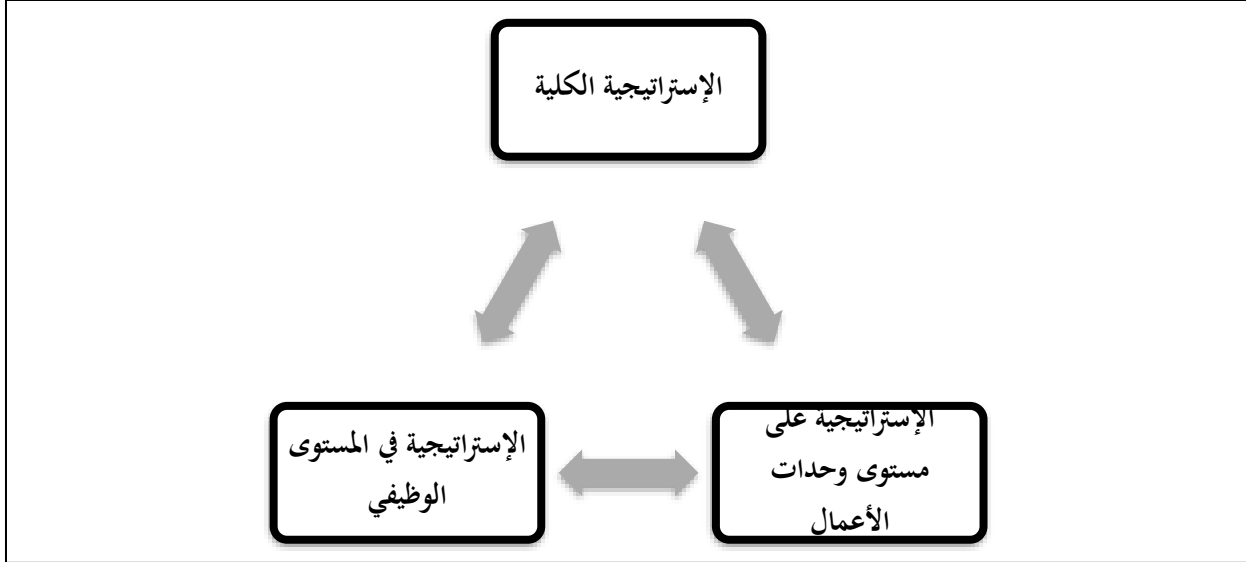 الإستراتيجية الكلية
الإستراتيجية على
مستوى وحدات
الأعمال
الإستراتيجية في المستوى
الوظيفي